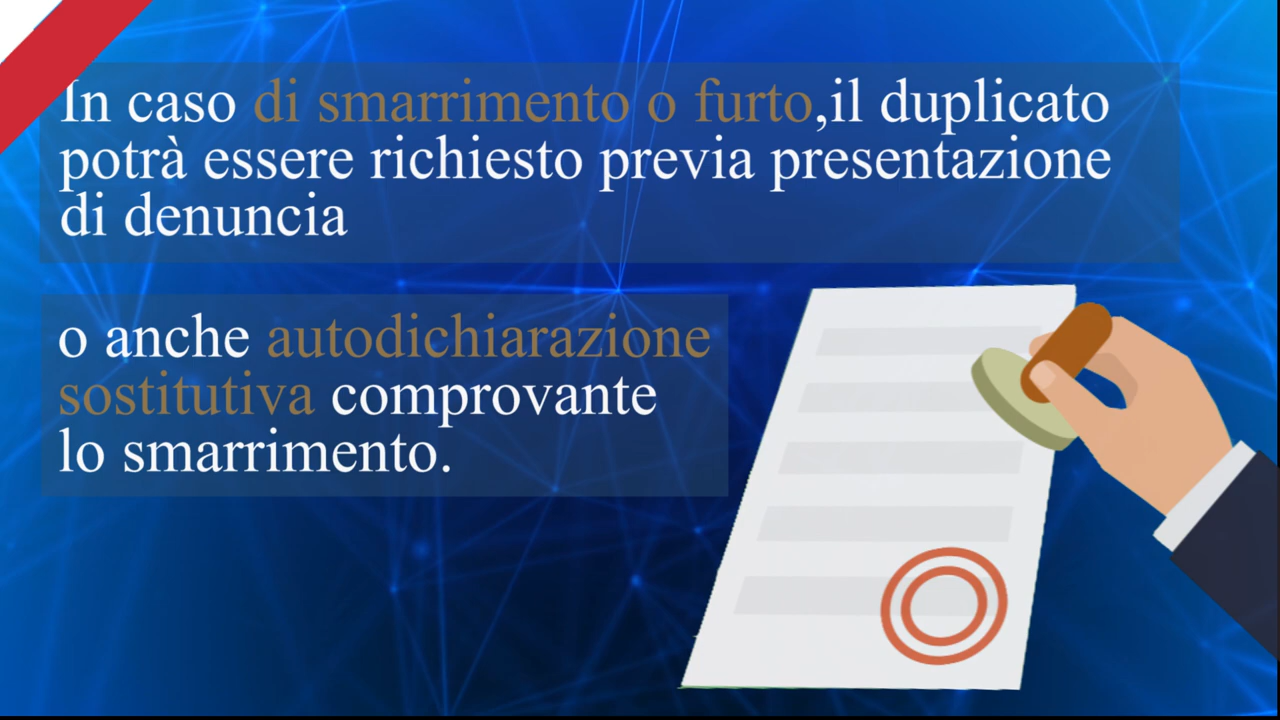 In caso di smarrimento o furto,il duplicato
potrà essere richiesto previa presentazione
di denuncia
o anche autodichiarazione
sostitutiva comprovante
lo smarrimento.